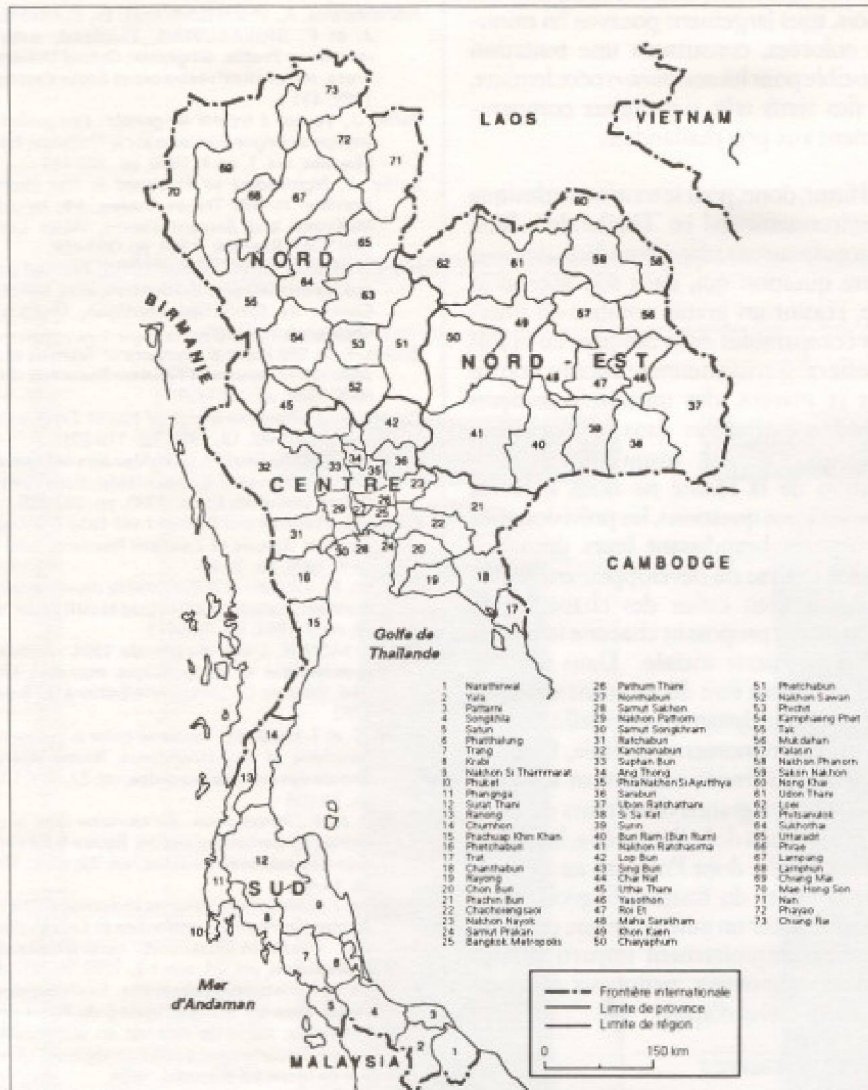 LAOS
VIETNAM
NORD
BIRMANIE
NORD-EST
CENTRE
CAMBODGE
Golfe de
Thaïlande
SUD
Mer
d'Andaman
MALAYSIA
1 Narathiwat
2 Yala
3 Pattani
4 Songkhla
5 Satun
6 Phatthalung
7 Trang
8 Krabi
9 Nakhon Si Thammarat
10 Phuket
11 Phangnga
12 Surat Thani
13 Ranong
14 Chumphon
15 Prachuap Khiri Khan
16 Phetchaburi
17 Trat
18 Chanthaburi
19 Rayong
20 Chon Buri
21 Prachin Buri
22 Chachoengsao
23 Nakhon Nayok
24 Samut Prakan
25 Bangkok Metropolis
26 Pathum Thani
27 Nonthaburi
28 Samut Sakhon
29 Nakhon Pathom
30 Samut Songkhram
31 Ratchaburi
32 Kanchanaburi
33 Suphan Buri
34 Ang Thong
35 Phra Nakhon Si Ayutthya
36 Saraburi
37 Ubon Ratchathani
38 Si Sa Ket
39 Surin
40 Buri Ram (Buri Rum)
41 Nakhon Ratchasima
42 Lop Buri
43 Sing Buri
44 Chai Nat
45 Uthai Thani
46 Yasothon
47 Roi Et
48 Maha Sarakham
49 Khon Kaen
50 Chaiyaphum
51 Phetchabun
52 Nakhon Sawan
53 Phichit
54 Kamphaeng Phet
55 Tak
56 Mukdahan
57 Kalasin
58 Nakhon Phanom
59 Sakon Nakhon
60 Nong Khai
61 Udon Thani
62 Loei
63 Phitsanulok
64 Sukhothai
65 Uttaradit
66 Phrae
67 Lampang
68 Lamphun
69 Chiang Mai
70 Mae Hong Son
71 Nan
72 Phayao
73 Chiang Rai
Frontière internationale
Limite de province
Limite de région
0 150 km